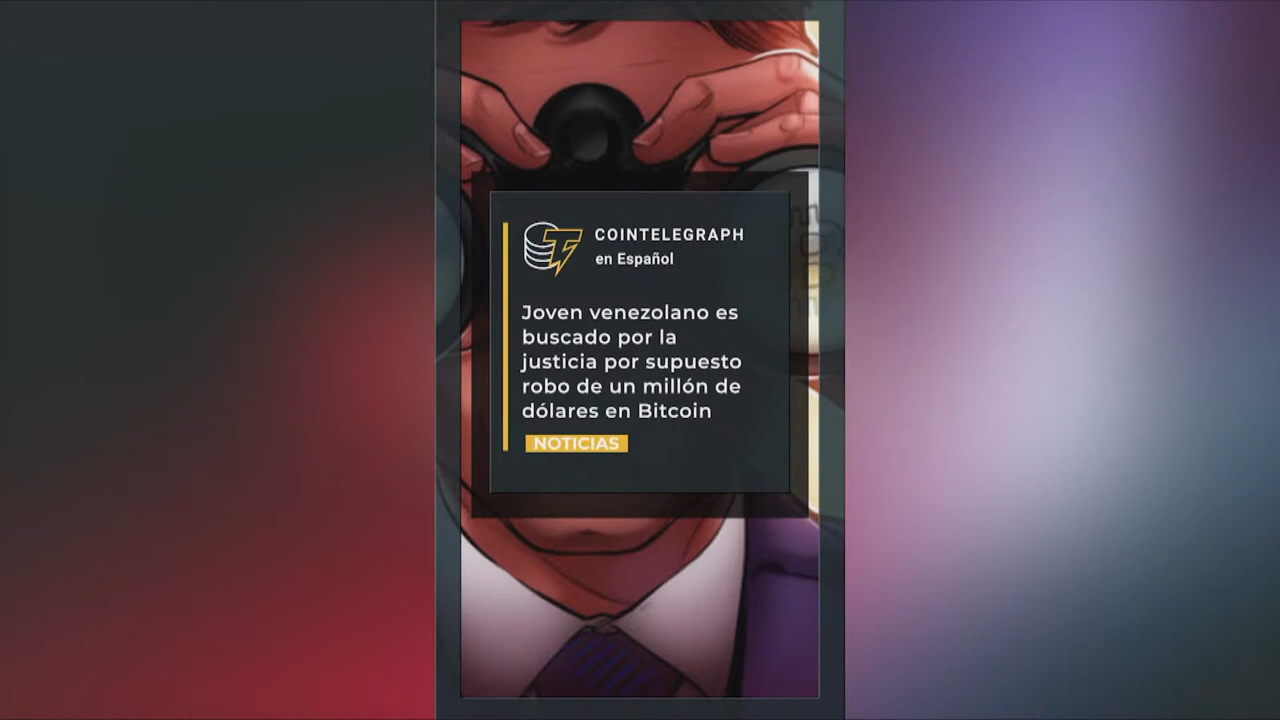 COINTELEGRAPH
en Español
Joven venezolano es
buscado por la
justicia por supuesto
robo de un millón de
dólares en Bitcoin
NOTICIAS